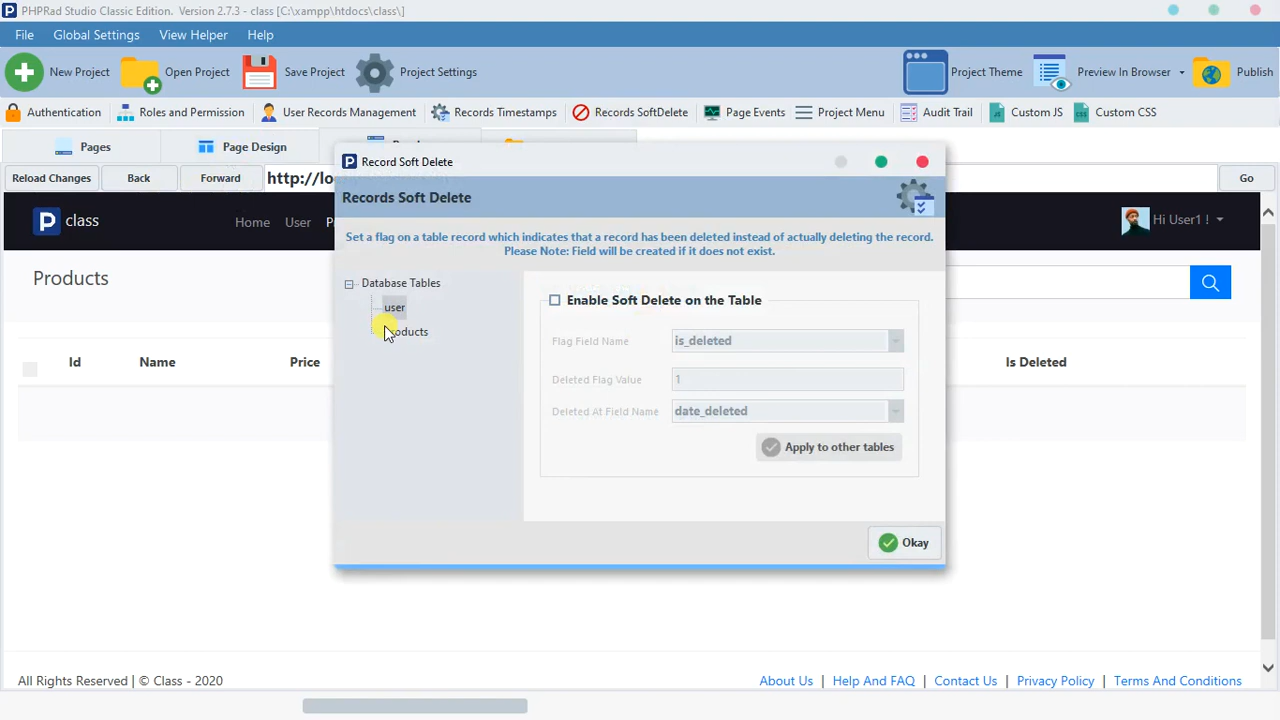 PHPRad Studio Classic Edition. Version 2.7.3 - class [C:\xampp\htdocs\class\]
File Global Settings View Helper Help
New Project Open Project Save Project Project Settings Project Theme Preview In Browser Publish
Authentication Roles and Permission User Records Management Records Timestamps Records SoftDelete Page Events Project Menu Audit Trail Custom JS Custom CSS
Pages Page Design
Record Soft Delete
Reload Changes Back Forward Go
Records Soft Delete
class Home User Hi User1 !
Set a flag on a table record which indicates that a record has been deleted instead of actually deleting the record.
Please Note: Field will be created if it does not exist.
Products
Database Tables
user
products
Enable Soft Delete on the Table
Flag Field Name is_deleted
Deleted Flag Value 1
Deleted At Field Name date_deleted
Apply to other tables
Okay
Id Name Price Is Deleted
All Rights Reserved | © Class - 2020 About Us | Help And FAQ | Contact Us | Privacy Policy | Terms And Conditions